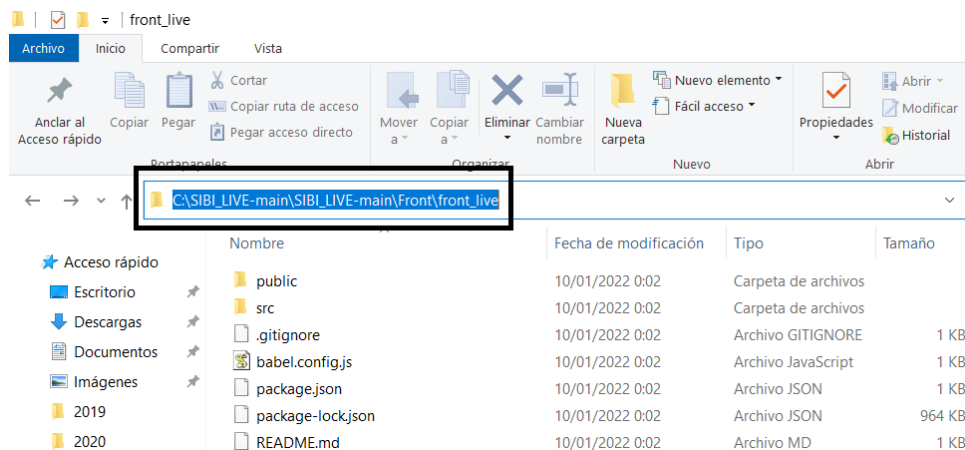 front_live
Archivo Inicio Compartir Vista
Anclar al Acceso rápido
Copiar
Pegar
Cortar
Copiar ruta de acceso
Pegar acceso directo
Portapapeles
Mover a
Copiar a
Eliminar
Cambiar nombre
Organizar
Nueva carpeta
Nuevo elemento
Fácil acceso
Nuevo
Propiedades
Abrir
Modificar
Historial
Abrir
C:\SIBI_LIVE-main\SIBI_LIVE-main\Front\front_live
Nombre Fecha de modificación Tipo Tamaño
Acceso rápido
Escritorio
Descargas
Documentos
Imágenes
2019
2020
public 10/01/2022 0:02 Carpeta de archivos
src 10/01/2022 0:02 Carpeta de archivos
.gitignore 10/01/2022 0:02 Archivo GITIGNORE 1 KB
babel.config.js 10/01/2022 0:02 Archivo JavaScript 1 KB
package.json 10/01/2022 0:02 Archivo JSON 1 KB
package-lock.json 10/01/2022 0:02 Archivo JSON 964 KB
README.md 10/01/2022 0:02 Archivo MD 1 KB